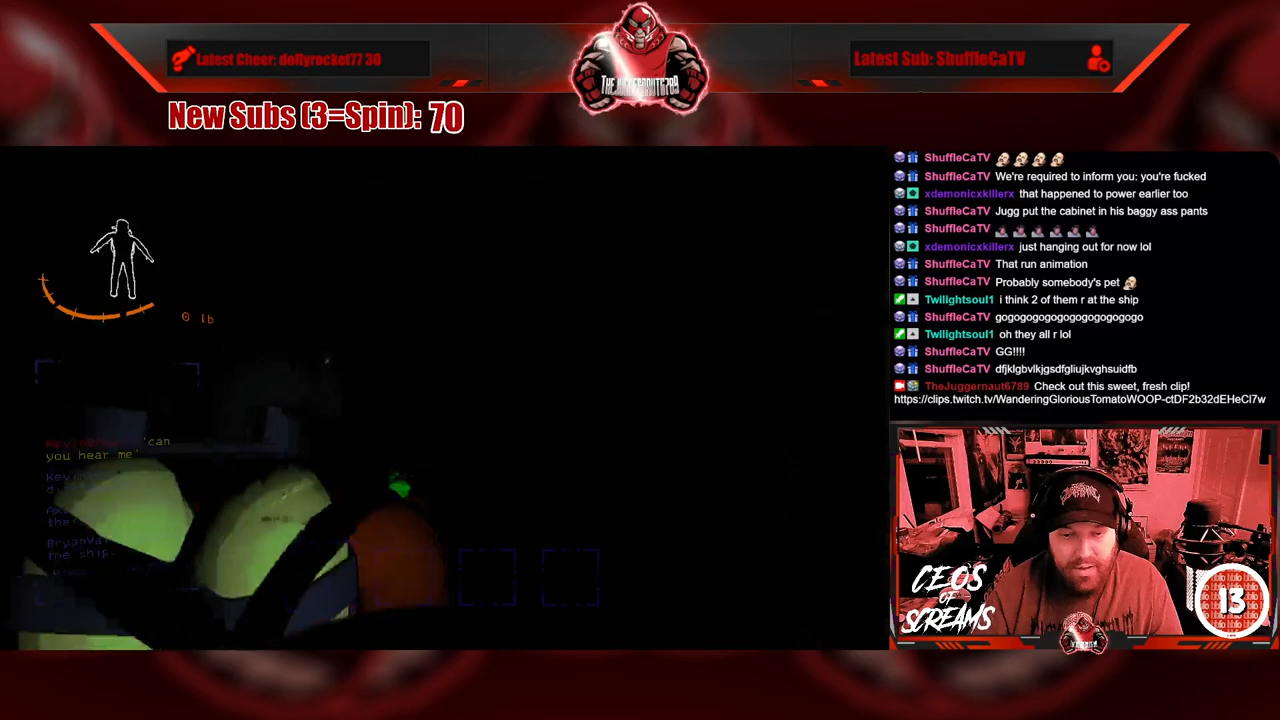 Latest Cheer: dollyrocket77 30
Latest Sub: ShuffleCaTV
THEJUGGERNAUT6789
New Subs (3=Spin): 70
ShuffleCaTV
ShuffleCaTV We're required to inform you: you're fucked
xdemonicxkillerx that happened to power earlier too
ShuffleCaTV Jugg put the cabinet in his baggy ass pants
ShuffleCaTV
xdemonicxkillerx just hanging out for now lol
ShuffleCaTV That run animation
ShuffleCaTV Probably somebody's pet
Twilightsoul1 i think 2 of them r at the ship
ShuffleCaTV gogogogogogogogogogogogo
Twilightsoul1 oh they all r lol
ShuffleCaTV GG!!!!
ShuffleCaTV dfjklgbvlkjgsdfgliujkvghsuidfb
TheJuggernaut6789 Check out this sweet, fresh clip!
https://clips.twitch.tv/WanderingGloriousTomatoWOOP-ctDF2b32dEHeCl7w
0 lb
'can
you hear me'
the ship-
CEOS
OF
SCREAMS
13